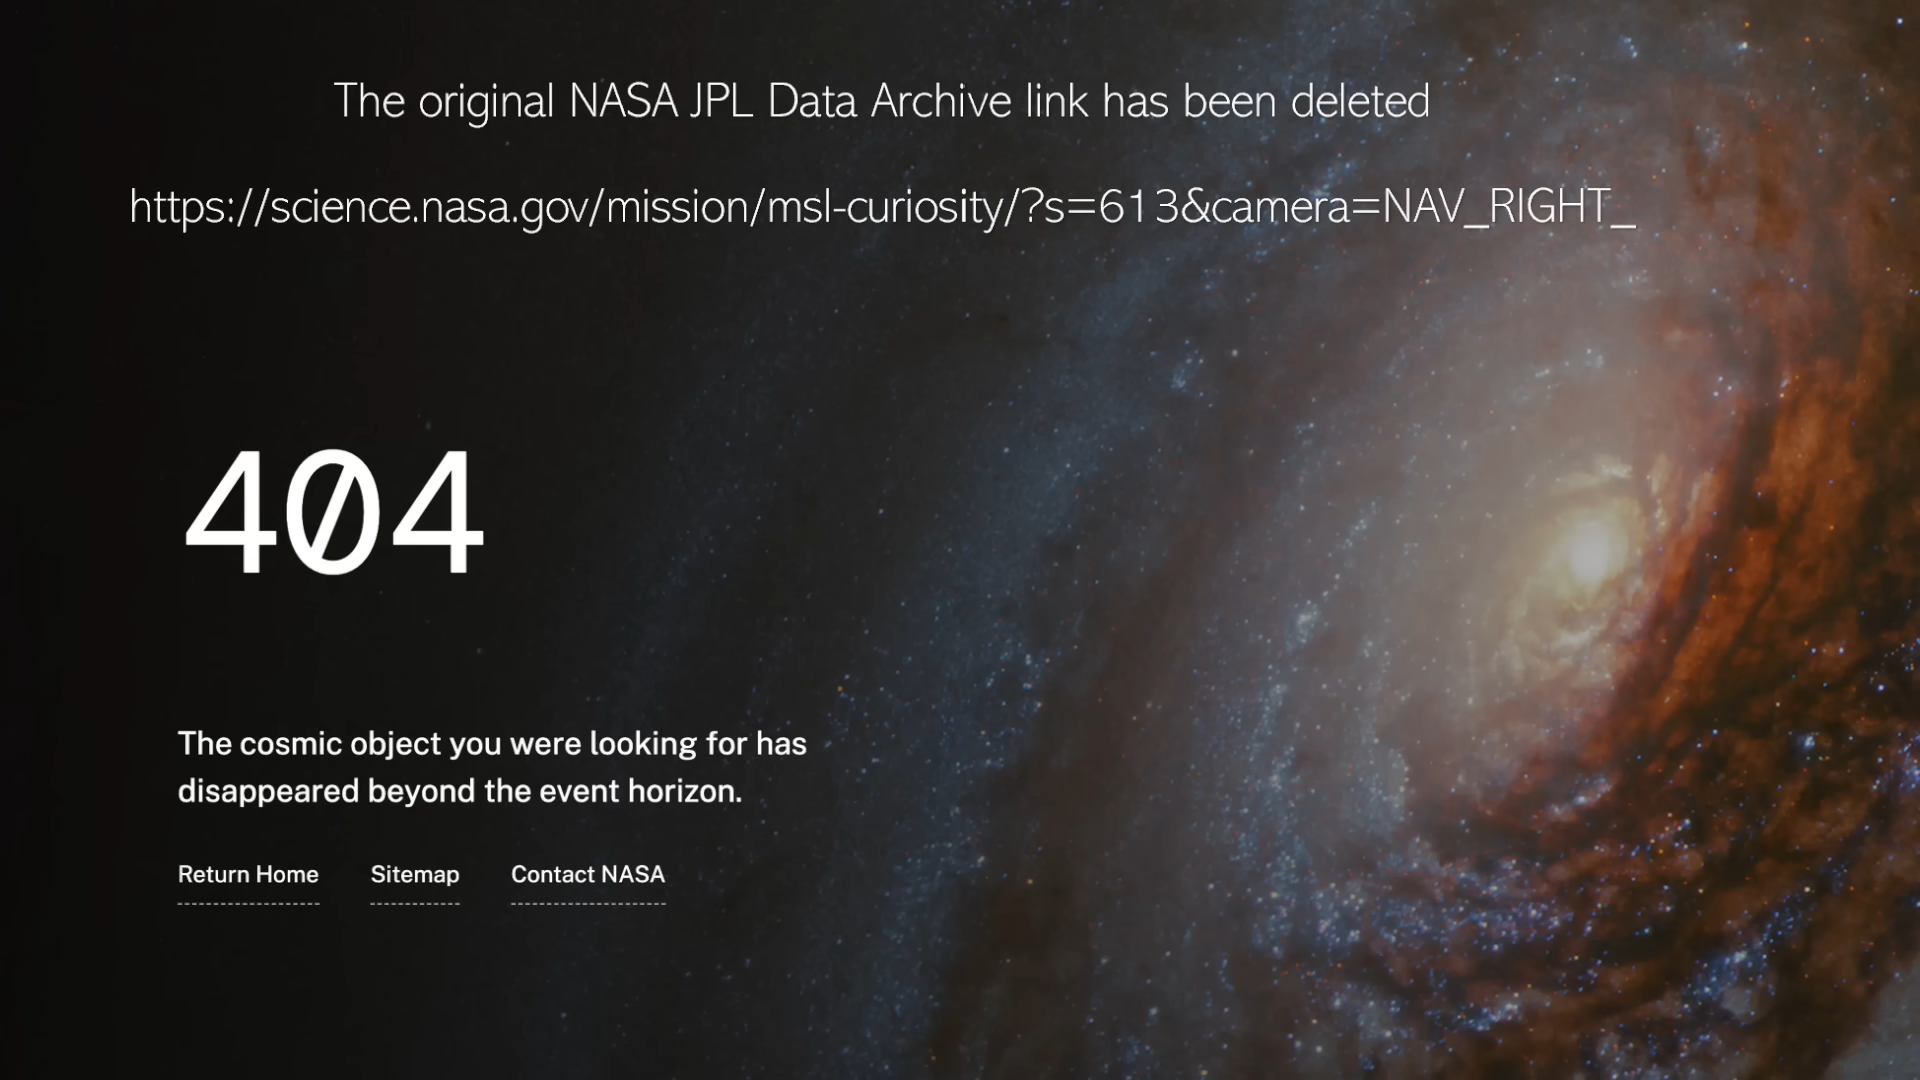 The original NASA JPL Data Archive link has been deleted
https://science.nasa.gov/mission/msl-curiosity/?s=613&camera=NAV_RIGHT_
404
The cosmic object you were looking for has
disappeared beyond the event horizon.
Return Home Sitemap Contact NASA